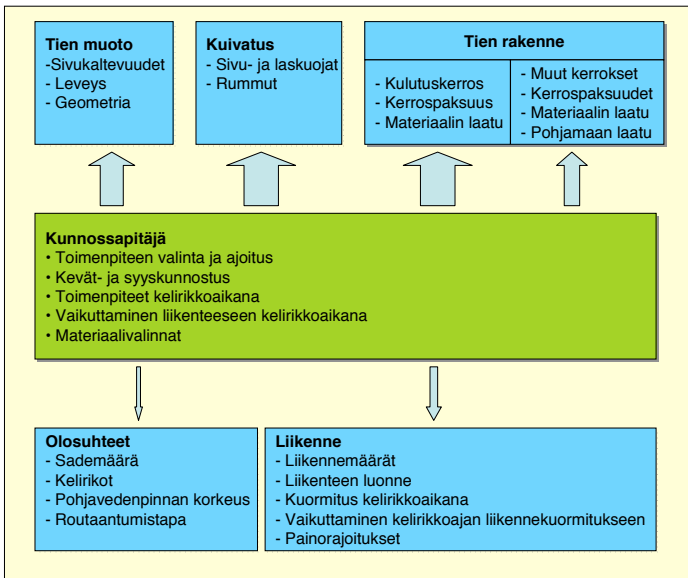 Tien muoto
-Sivukaltevuudet
- Leveys
- Geometria
Kuivatus
- Sivu- ja laskuojat
- Rummut
Tien rakenne
- Kulutuskerros
- Kerrospaksuus
- Materiaalin laatu
- Muut kerrokset
- Kerrospaksuudet
- Materiaalin laatu
- Pohjamaan laatu
Kunnossapitäjä
• Toimenpiteen valinta ja ajoitus
• Kevät- ja syyskunnostus
• Toimenpiteet kelirikkoaikana
• Vaikuttaminen liikenteeseen kelirikkoaikana
• Materiaalivalinnat
Olosuhteet
- Sademäärä
- Kelirikot
- Pohjavedenpinnan korkeus
- Routaantumistapa
Liikenne
- Liikennemäärät
- Liikenteen luonne
- Kuormitus kelirikkoaikana
- Vaikuttaminen kelirikkoajan liikennekuormitukseen
- Painorajoitukset